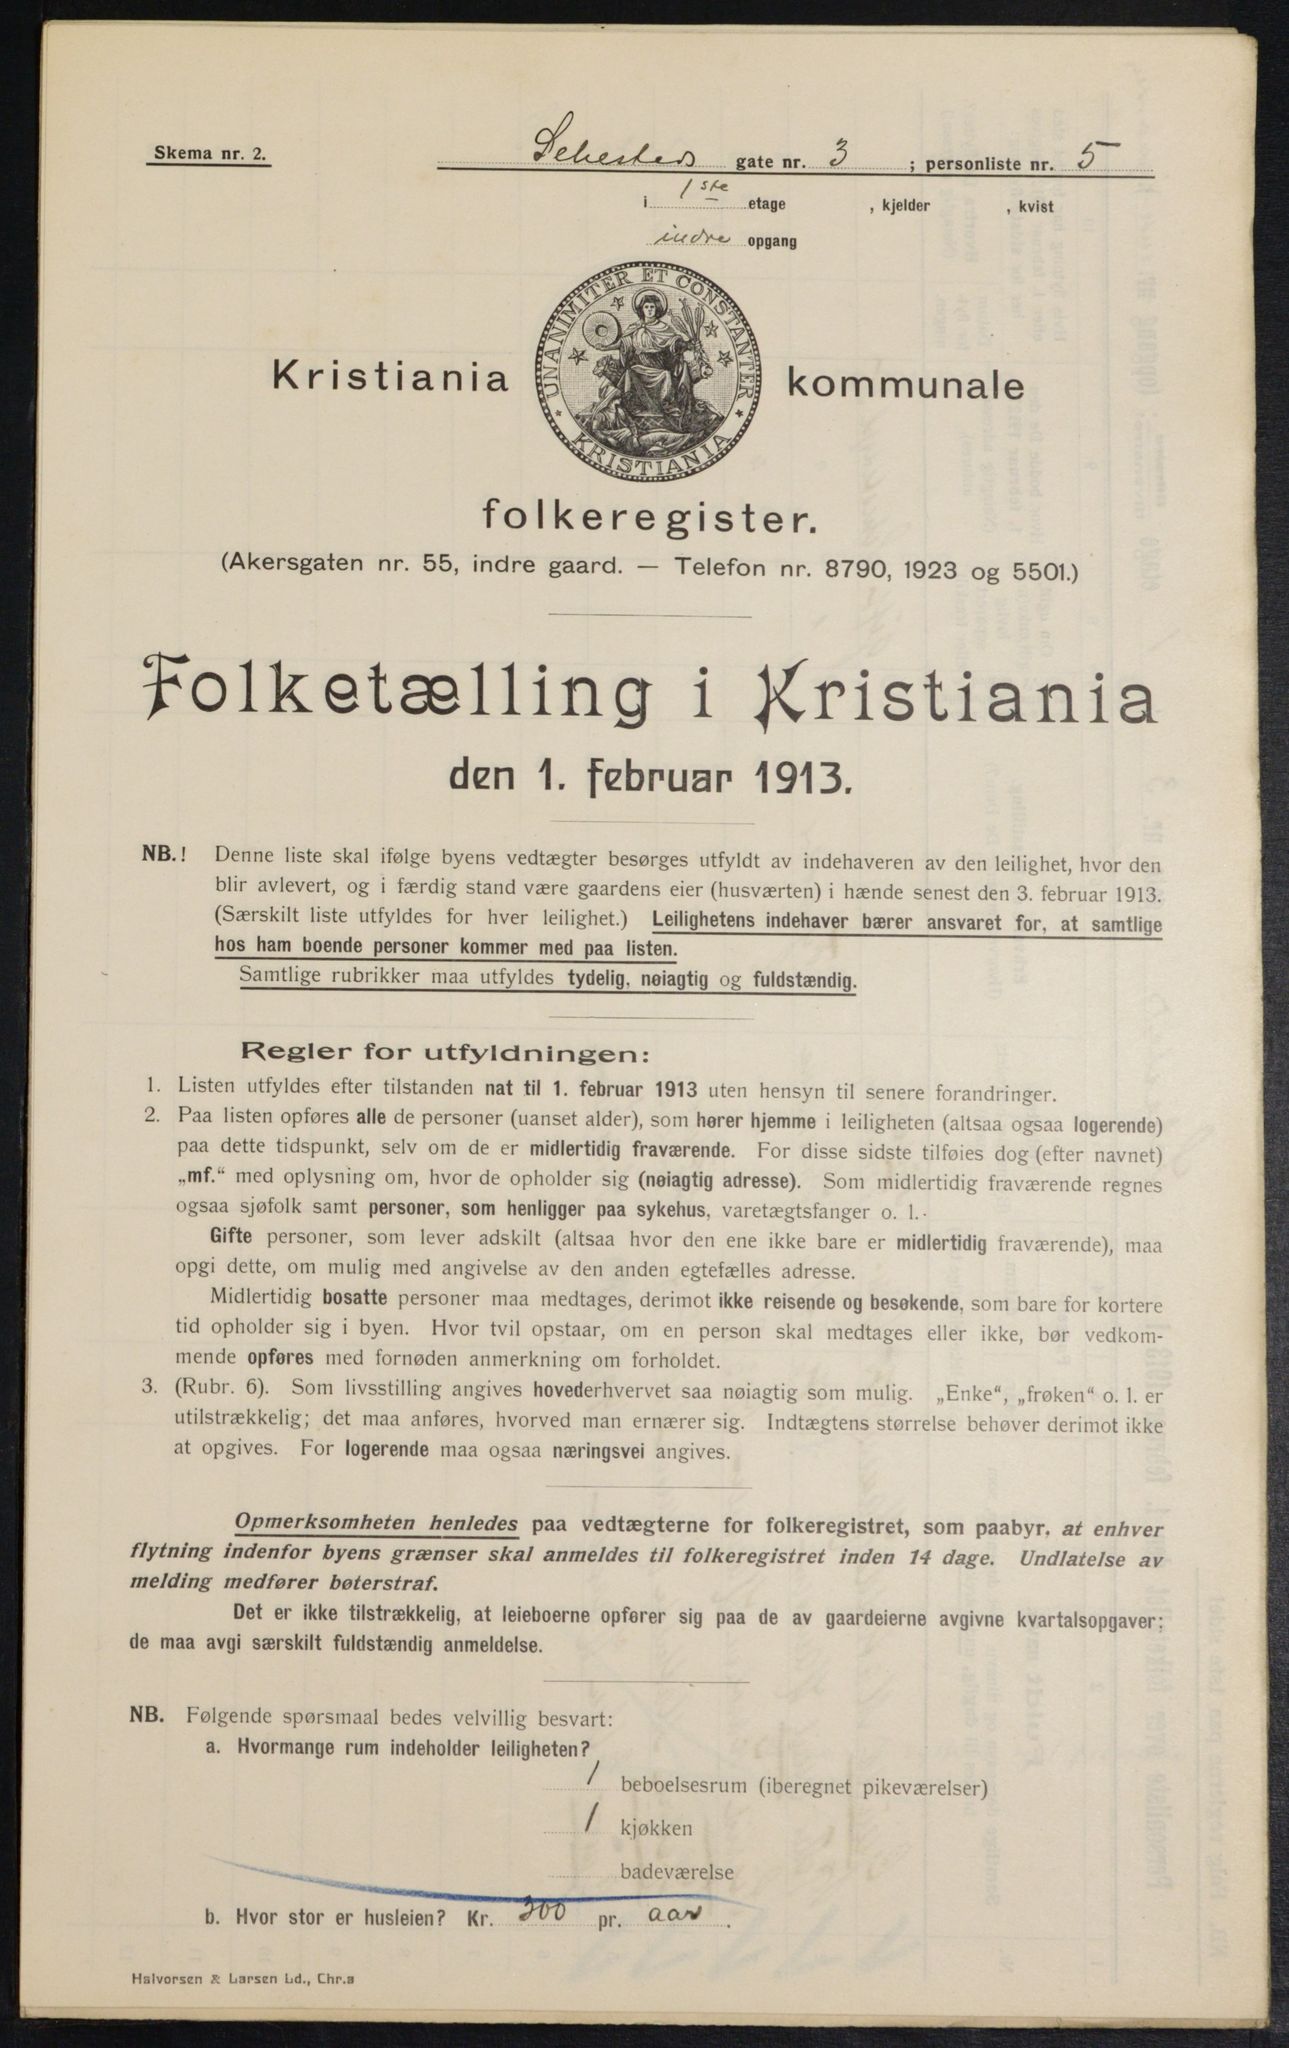 Skema nr. 2.
Sehesteds gate nr. 3 ; personliste nr. 5
i 1ste etage , kjelder , kvist
indre opgang
UNANIMITER ET CONSTANTER
KRISTIANIA
Kristiania kommunale
folkeregister.
(Akersgaten nr. 55, indre gaard. — Telefon nr. 8790, 1923 og 5501.)
Folketælling i Kristiania
den 1. februar 1913.
NB.! Denne liste skal ifølge byens vedtægter besørges utfyldt av indehaveren av den leilighet, hvor den
blir avlevert, og i færdig stand være gaardens eier (husværten) i hænde senest den 3. februar 1913.
(Særskilt liste utfyldes for hver leilighet.) Leilighetens indehaver bærer ansvaret for, at samtlige
hos ham boende personer kommer med paa listen.
Samtlige rubrikker maa utfyldes tydelig, nøiagtig og fuldstændig.
Regler for utfyldningen:
1. Listen utfyldes efter tilstanden nat til 1. februar 1913 uten hensyn til senere forandringer.
2. Paa listen opføres alle de personer (uanset alder), som hører hjemme i leiligheten (altsaa ogsaa logerende)
paa dette tidspunkt, selv om de er midlertidig fraværende. For disse sidste tilføies dog (efter navnet)
„mf.“ med oplysning om, hvor de opholder sig (nøiagtig adresse). Som midlertidig fraværende regnes
ogsaa sjøfolk samt personer, som henligger paa sykehus, varetægtsfanger o. l.
Gifte personer, som lever adskilt (altsaa hvor den ene ikke bare er midlertidig fraværende), maa
opgi dette, om mulig med angivelse av den anden egtefælles adresse.
Midlertidig bosatte personer maa medtages, derimot ikke reisende og besøkende, som bare for kortere
tid opholder sig i byen. Hvor tvil opstaar, om en person skal medtages eller ikke, bør vedkom-
mende opføres med fornøden anmerkning om forholdet.
3. (Rubr. 6). Som livsstilling angives hovederhvervet saa nøiagtig som mulig. „Enke“, „frøken“ o. l. er
utilstrækkelig; det maa anføres, hvorved man ernærer sig. Indtægtens størrelse behøver derimot ikke
at opgives. For logerende maa ogsaa næringsvei angives.
Opmerksomheten henledes paa vedtægterne for folkeregistret, som paabyr, at enhver
flytning indenfor byens grænser skal anmeldes til folkeregistret inden 14 dage. Undlatelse av
melding medfører bøterstraf.
Det er ikke tilstrækkelig, at leieboerne opfører sig paa de av gaardeierne avgivne kvartalsopgaver;
de maa avgi særskilt fuldstændig anmeldelse.
NB. Følgende spørsmaal bedes velvillig besvart:
a. Hvormange rum indeholder leiligheten?
1 beboelsesrum (iberegnet pikeværelser)
1 kjøkken
badeværelse
b. Hvor stor er husleien? Kr. 300 pr. aar.
Halvorsen & Larsen Ld., Chr.a